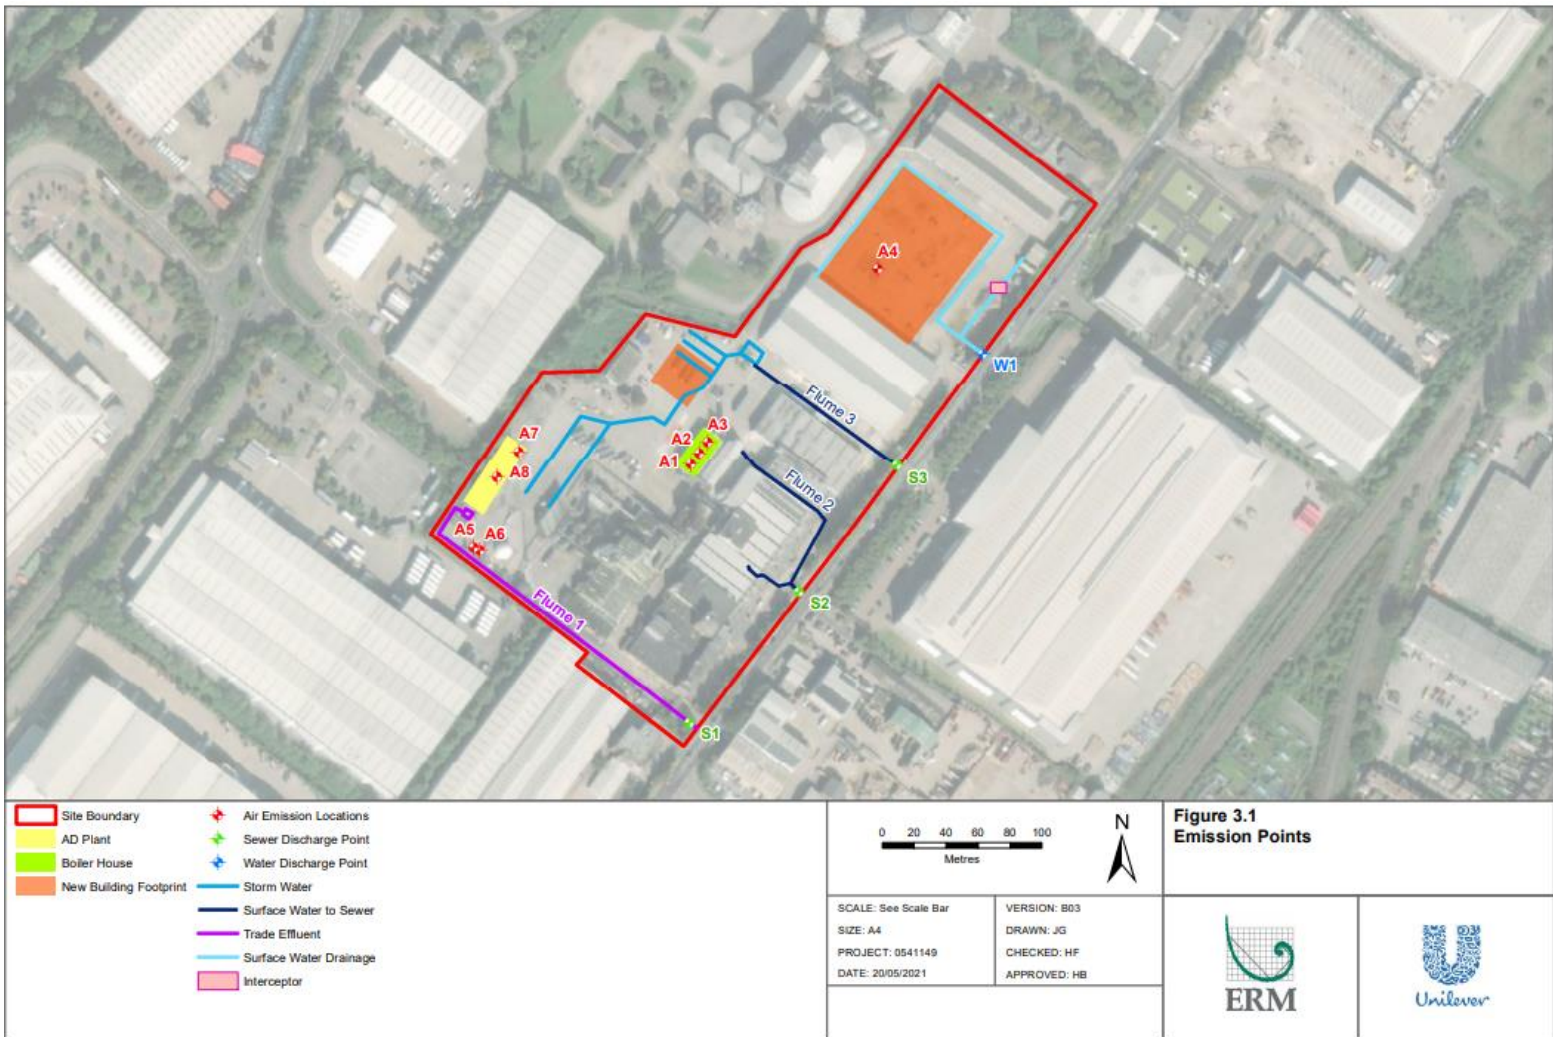 A4
W1
Flume 3
A3
A2
A1
A7
A8
S3
Flume 2
A5
A6
S2
Flume 1
S1
Site Boundary
AD Plant
Boiler House
New Building Footprint
Air Emission Locations
Sewer Discharge Point
Water Discharge Point
Storm Water
Surface Water to Sewer
Trade Effluent
Surface Water Drainage
Interceptor
0 20 40 60 80 100
Metres
N
SCALE: See Scale Bar
SIZE: A4
PROJECT: 0541149
DATE: 20/05/2021
VERSION: B03
DRAWN: JG
CHECKED: HF
APPROVED: HB
Figure 3.1
Emission Points
ERM
Unilever